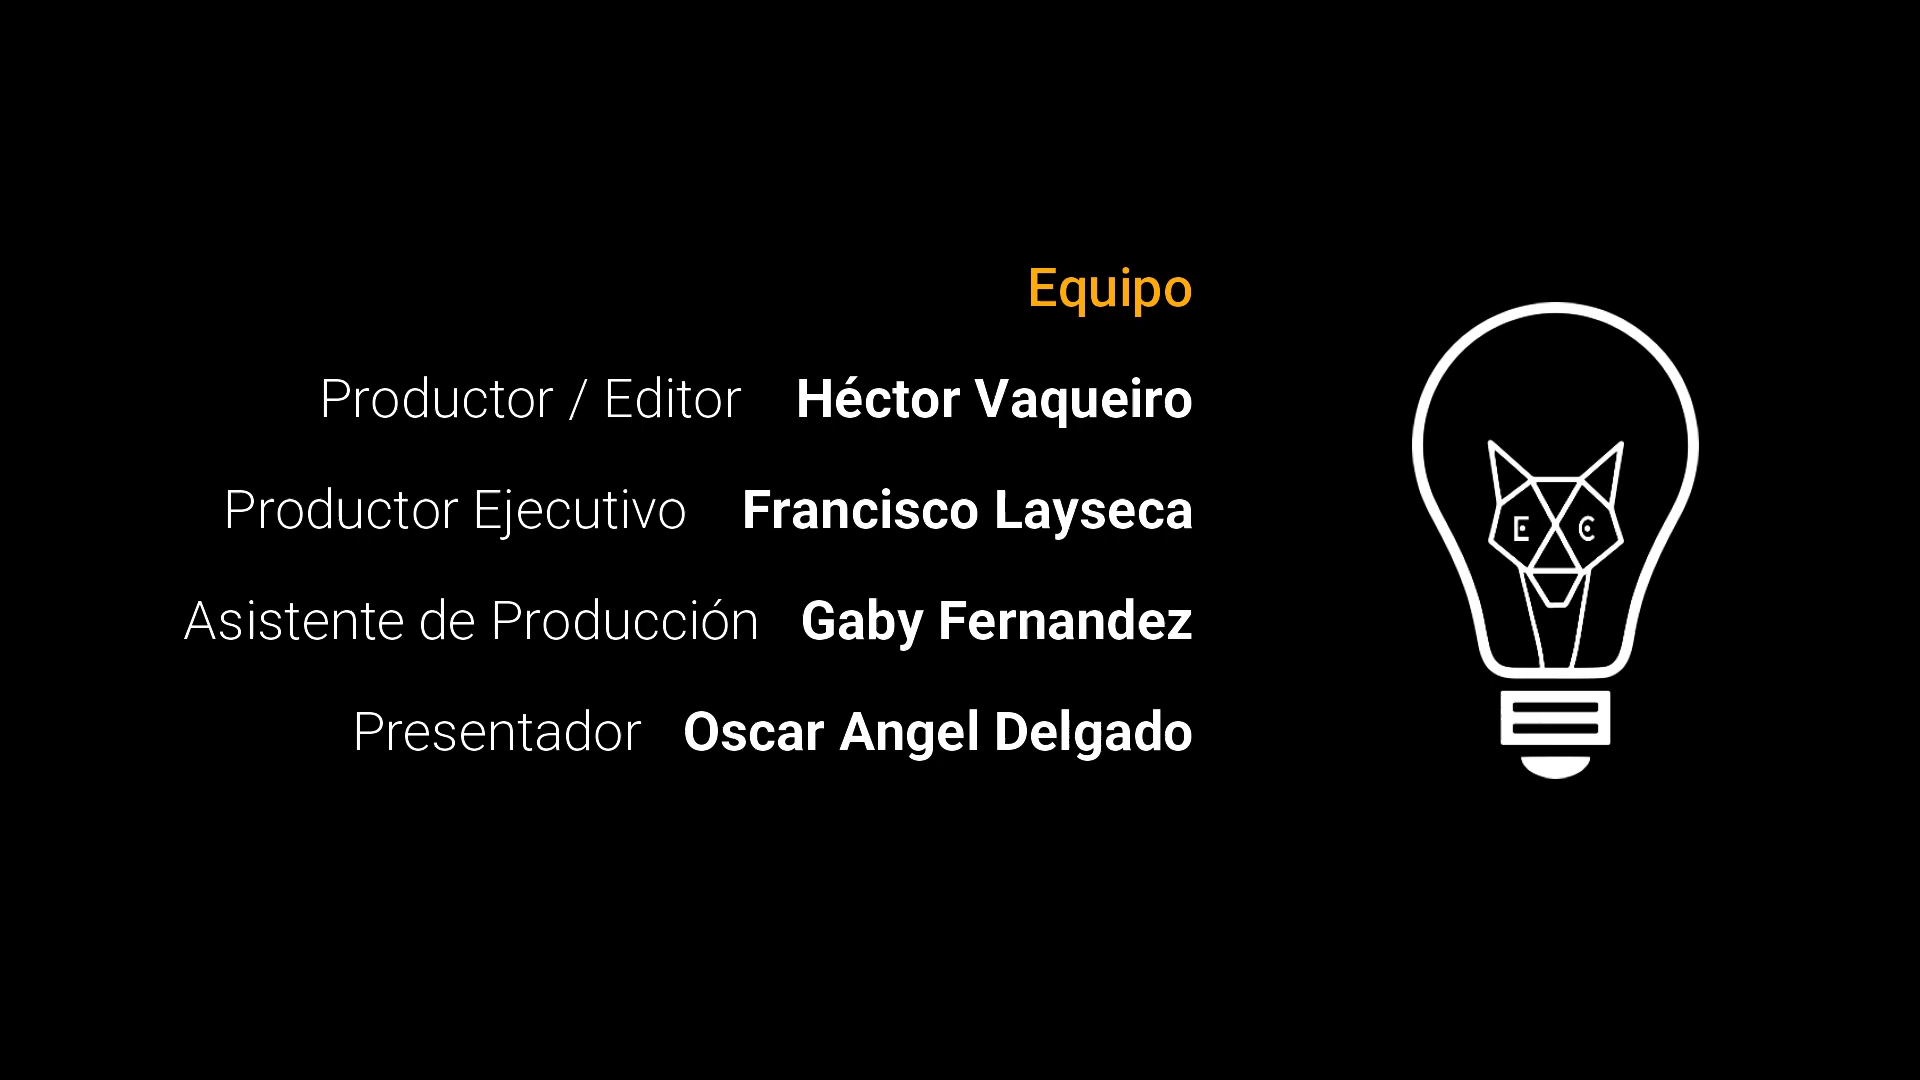 Equipo
Productor / Editor Héctor Vaqueiro
Productor Ejecutivo Francisco Layseca
Asistente de Producción Gaby Fernandez
Presentador Oscar Angel Delgado
E C